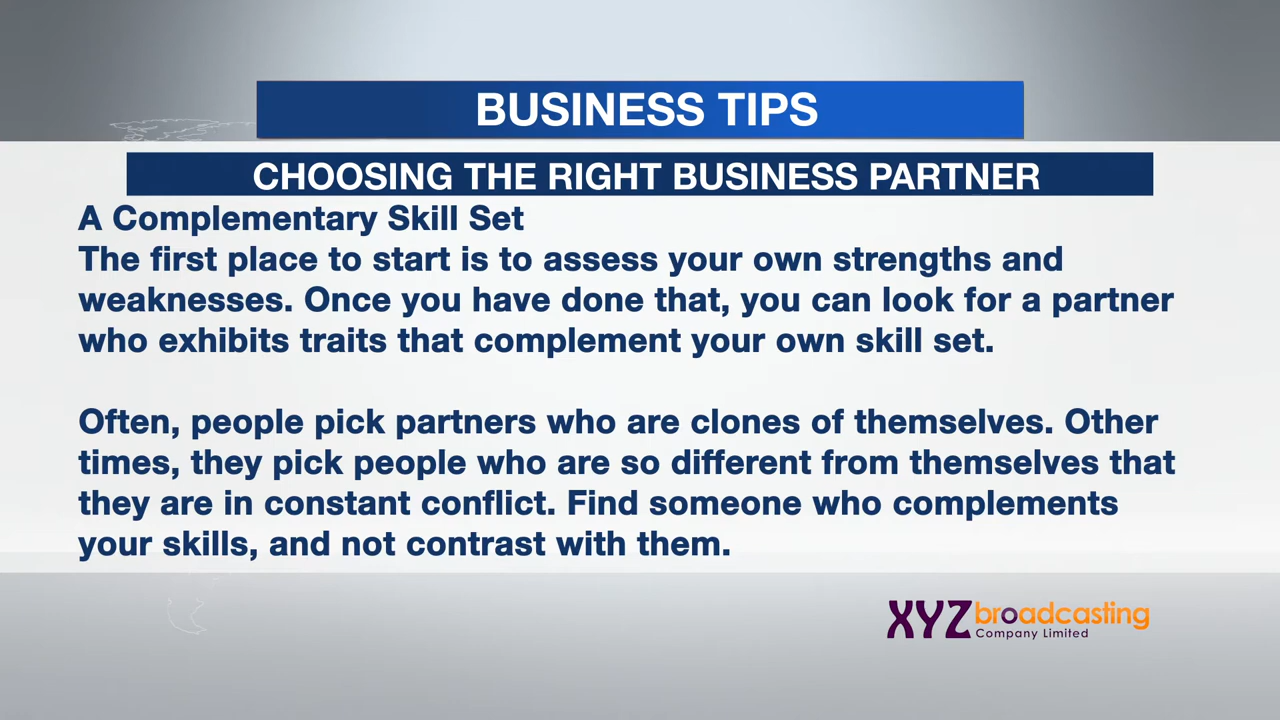 BUSINESS TIPS
CHOOSING THE RIGHT BUSINESS PARTNER
A Complementary Skill Set
The first place to start is to assess your own strengths and
weaknesses. Once you have done that, you can look for a partner
who exhibits traits that complement your own skill set.
Often, people pick partners who are clones of themselves. Other
times, they pick people who are so different from themselves that
they are in constant conflict. Find someone who complements
your skills, and not contrast with them.
XYZ broadcasting
Company Limited